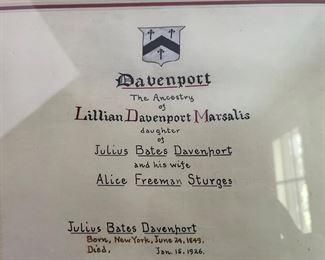 Davenport
The Ancestry
of
Lillian Davenport Marsalis
daughter
of
Julius Bates Davenport
and his wife
Alice Freeman Sturges
Julius Bates Davenport
Born, New York, June 24, 1849.
Died, Jan. 15, 1926.